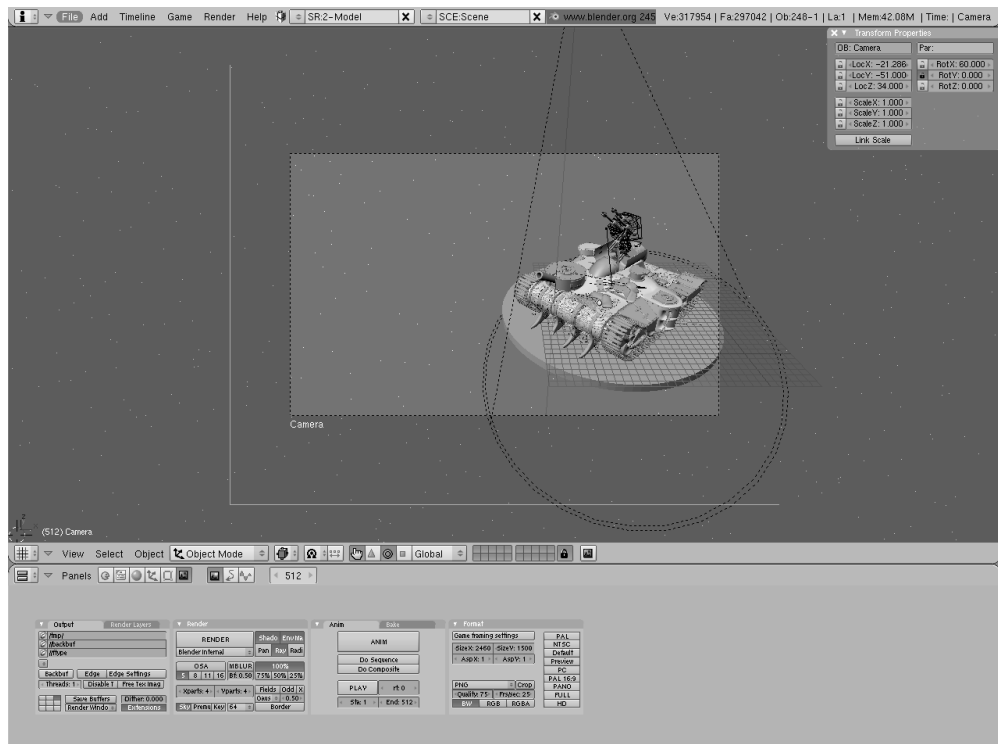 File Add Timeline Game Render Help SR:2-Model X SCE:Scene X www.blender.org 245 Ve:317954 | Fa:297042 | Ob:248-1 | La:1 | Mem:42.08M | Time: | Camera
X Transform Properties
OB: Camera Par:
LocX: -21.286 RotX: 60.000
LocY: -51.000 RotY: 0.000
LocZ: 34.000 RotZ: 0.000
ScaleX: 1.000
ScaleY: 1.000
ScaleZ: 1.000
Link Scale
Camera
z
(512) Camera
View Select Object Object Mode Global
Panels 512
Output Render Layers
/tmp/
//backbuf
//ftype
Backbuf Edge Edge Settings
Threads: 1 Disable T Free Tex Imag
Save Buffers Dither: 0.000
Render Windo Extensions
Render
RENDER Shado EnvMa
Blender Internal Pan Ray Radi
OSA MBLUR 100%
5 8 11 16 Bf: 0.50 75% 50% 25%
Xparts: 4 Yparts: 4 Fields Odd X
Gaus 0.50
Sky Premu Key 64 Border
Anim Bake
ANIM
Do Sequence
Do Composite
PLAY rt 0
Sta: 1 End: 512
Format
Game framing settings PAL
SizeX: 2460 SizeY: 1500 NTSC
AspX: 1 AspY: 1 Default
Preview
PC
PAL 16:9
PNG Crop PANO
Quality: 75 Frs/sec: 25 FULL
BW RGB RGBA HD